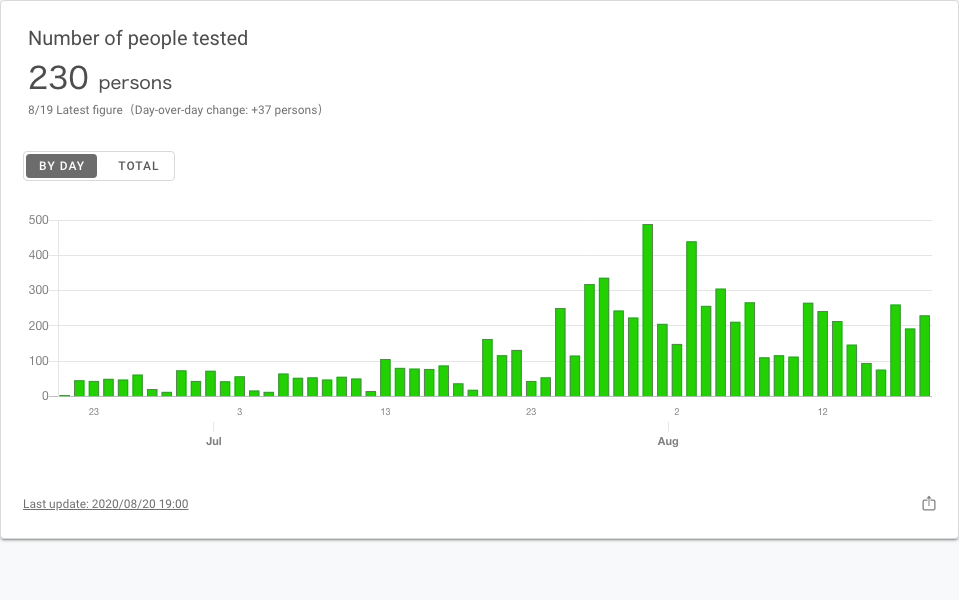 Number of people tested
230 persons
8/19 Latest figure（Day-over-day change: +37 persons）
BY DAY TOTAL
500
400
300
200
100
0
23 3 13 23 2 12
Jul Aug
Last update: 2020/08/20 19:00